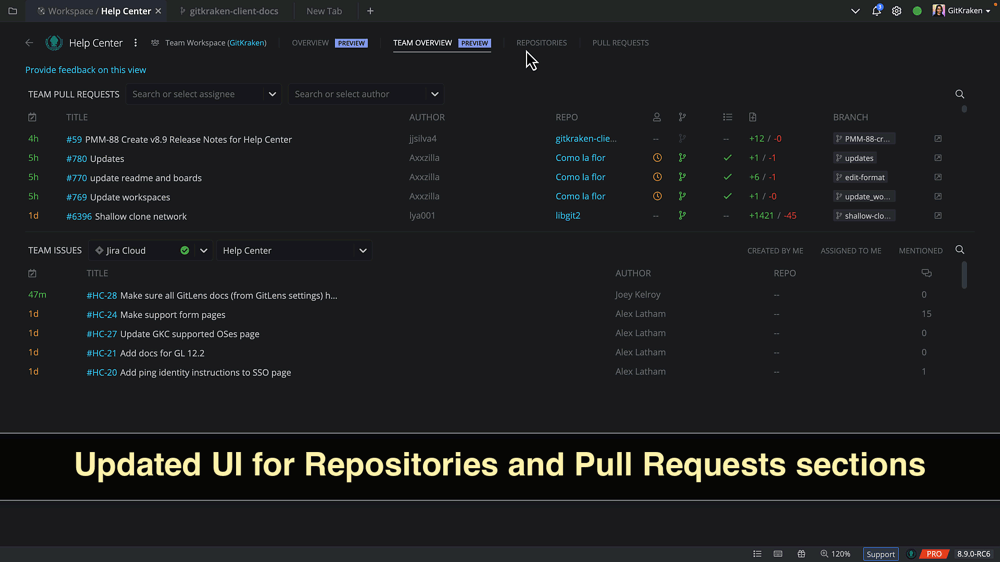 Workspace / Help Center
gitkraken-client-docs
New Tab
3
GitKraken
Help Center
Team Workspace (GitKraken)
OVERVIEW PREVIEW
TEAM OVERVIEW PREVIEW
REPOSITORIES
PULL REQUESTS
Provide feedback on this view
TEAM PULL REQUESTS Search or select assignee Search or select author
TITLE AUTHOR REPO BRANCH
4h #59 PMM-88 Create v8.9 Release Notes for Help Center jjsilva4 gitkraken-clie... -- -- -- +12 / -0 PMM-88-cr...
5h #780 Updates Axxzilla Como la flor +1 / -1 updates
5h #770 update readme and boards Axxzilla Como la flor +6 / -1 edit-format
5h #769 Update workspaces Axxzilla Como la flor +1 / -0 update_wo...
1d #6396 Shallow clone network lya001 libgit2 -- -- +1421 / -45 shallow-clo...
TEAM ISSUES Jira Cloud Help Center CREATED BY ME ASSIGNED TO ME MENTIONED
TITLE AUTHOR REPO
47m #HC-28 Make sure all GitLens docs (from GitLens settings) h... Joey Kelroy -- 0
1d #HC-24 Make support form pages Alex Latham -- 15
1d #HC-27 Update GKC supported OSes page Alex Latham -- 0
1d #HC-21 Add docs for GL 12.2 Alex Latham -- 0
1d #HC-20 Add ping identity instructions to SSO page Alex Latham -- 1
Updated UI for Repositories and Pull Requests sections
120% Support PRO 8.9.0-RC6